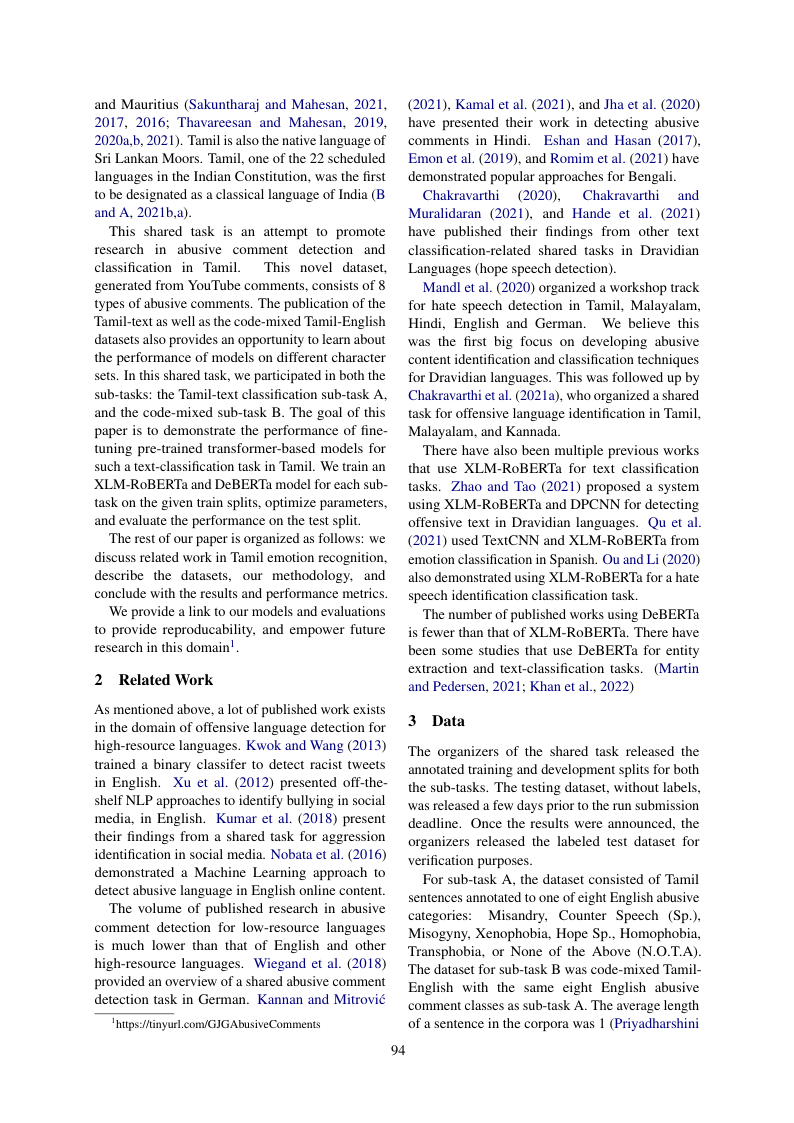 and Mauritius (Sakuntharaj and Mahesan, 2021,
2017, 2016; Thavareesan and Mahesan, 2019,
2020a,b, 2021). Tamil is also the native language of
Sri Lankan Moors. Tamil, one of the 22 scheduled
languages in the Indian Constitution, was the first
to be designated as a classical language of India (B
and A, 2021b,a).
This shared task is an attempt to promote
research in abusive comment detection and
classification in Tamil. This novel dataset,
generated from YouTube comments, consists of 8
types of abusive comments. The publication of the
Tamil-text as well as the code-mixed Tamil-English
datasets also provides an opportunity to learn about
the performance of models on different character
sets. In this shared task, we participated in both the
sub-tasks: the Tamil-text classification sub-task A,
and the code-mixed sub-task B. The goal of this
paper is to demonstrate the performance of fine-
tuning pre-trained transformer-based models for
such a text-classification task in Tamil. We train an
XLM-RoBERTa and DeBERTa model for each sub-
task on the given train splits, optimize parameters,
and evaluate the performance on the test split.
The rest of our paper is organized as follows: we
discuss related work in Tamil emotion recognition,
describe the datasets, our methodology, and
conclude with the results and performance metrics.
We provide a link to our models and evaluations
to provide reproducability, and empower future
research in this domain1.
2 Related Work
As mentioned above, a lot of published work exists
in the domain of offensive language detection for
high-resource languages. Kwok and Wang (2013)
trained a binary classifer to detect racist tweets
in English. Xu et al. (2012) presented off-the-
shelf NLP approaches to identify bullying in social
media, in English. Kumar et al. (2018) present
their findings from a shared task for aggression
identification in social media. Nobata et al. (2016)
demonstrated a Machine Learning approach to
detect abusive language in English online content.
The volume of published research in abusive
comment detection for low-resource languages
is much lower than that of English and other
high-resource languages. Wiegand et al. (2018)
provided an overview of a shared abusive comment
detection task in German. Kannan and Mitrović
1https://tinyurl.com/GJGAbusiveComments
(2021), Kamal et al. (2021), and Jha et al. (2020)
have presented their work in detecting abusive
comments in Hindi. Eshan and Hasan (2017),
Emon et al. (2019), and Romim et al. (2021) have
demonstrated popular approaches for Bengali.
Chakravarthi (2020), Chakravarthi and
Muralidaran (2021), and Hande et al. (2021)
have published their findings from other text
classification-related shared tasks in Dravidian
Languages (hope speech detection).
Mandl et al. (2020) organized a workshop track
for hate speech detection in Tamil, Malayalam,
Hindi, English and German. We believe this
was the first big focus on developing abusive
content identification and classification techniques
for Dravidian languages. This was followed up by
Chakravarthi et al. (2021a), who organized a shared
task for offensive language identification in Tamil,
Malayalam, and Kannada.
There have also been multiple previous works
that use XLM-RoBERTa for text classification
tasks. Zhao and Tao (2021) proposed a system
using XLM-RoBERTa and DPCNN for detecting
offensive text in Dravidian languages. Qu et al.
(2021) used TextCNN and XLM-RoBERTa from
emotion classification in Spanish. Ou and Li (2020)
also demonstrated using XLM-RoBERTa for a hate
speech identification classification task.
The number of published works using DeBERTa
is fewer than that of XLM-RoBERTa. There have
been some studies that use DeBERTa for entity
extraction and text-classification tasks. (Martin
and Pedersen, 2021; Khan et al., 2022)
3 Data
The organizers of the shared task released the
annotated training and development splits for both
the sub-tasks. The testing dataset, without labels,
was released a few days prior to the run submission
deadline. Once the results were announced, the
organizers released the labeled test dataset for
verification purposes.
For sub-task A, the dataset consisted of Tamil
sentences annotated to one of eight English abusive
categories: Misandry, Counter Speech (Sp.),
Misogyny, Xenophobia, Hope Sp., Homophobia,
Transphobia, or None of the Above (N.O.T.A).
The dataset for sub-task B was code-mixed Tamil-
English with the same eight English abusive
comment classes as sub-task A. The average length
of a sentence in the corpora was 1 (Priyadharshini
94